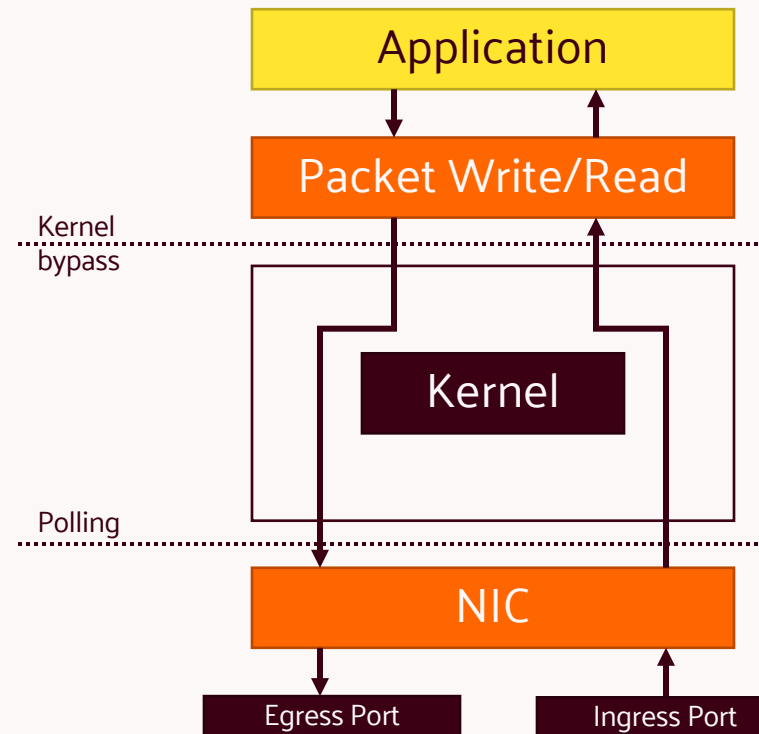 Application
Packet Write/Read
Kernel
bypass
Kernel
Polling
NIC
Egress Port
Ingress Port